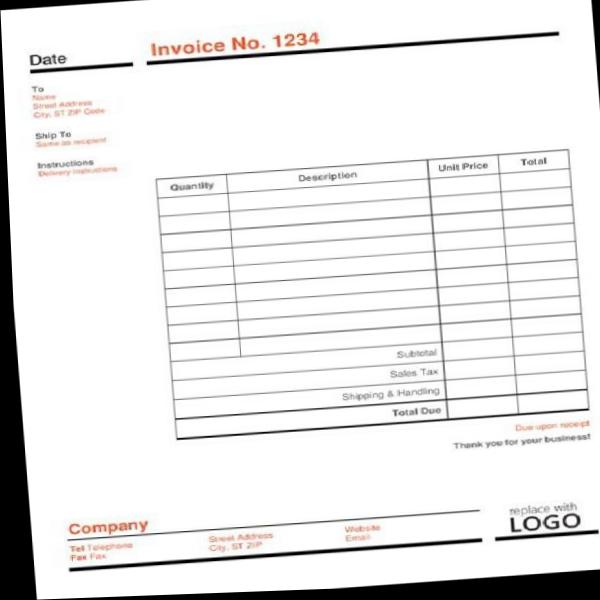 Date
Invoice No. 1234
To
Name
Street Address
City, ST ZIP Code
Ship To
Same as recipient
Instructions
Delivery Instructions
Quantity Description Unit Price Total
Subtotal
Sales Tax
Shipping & Handling
Total Due
Due upon receipt
Thank you for your business!
Company
Tel Telephone
Fax Fax
Street Address
City, ST ZIP
Website
Email
replace with
LOGO